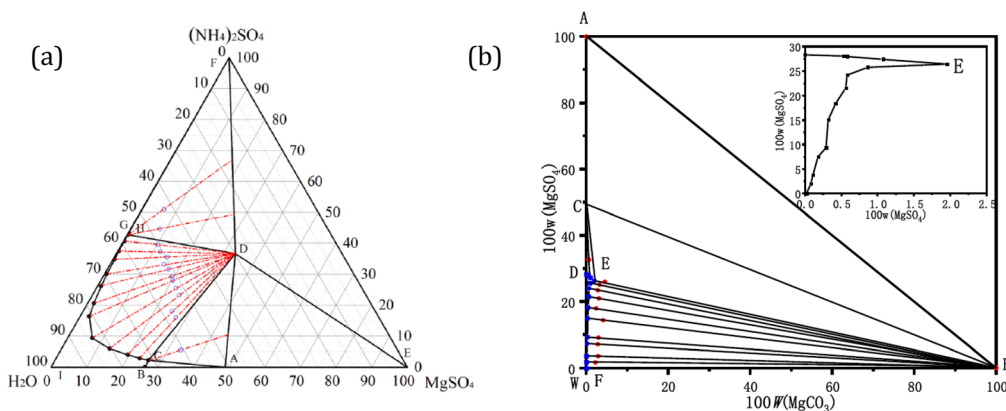 (a)
(NH4)2SO4
0 100
F
10 90
20 80
30 70
40 60
50 50
G H
60 40
D
70 30
80 20
90 10
C
E
100 0
H2O 0 I 10 20 B 30 40 50 A 60 70 80 90 100 MgSO4
(b)
A
100
80
60
C
40
D E
20
0
W F
0 20 40 60 80 100
100w(MgSO4)
100W(MgCO3)
30
25
20
15
10
5
0
E
0.0 0.5 1.0 1.5 2.0 2.5
100w(MgSO4)
100w(MgSO4)